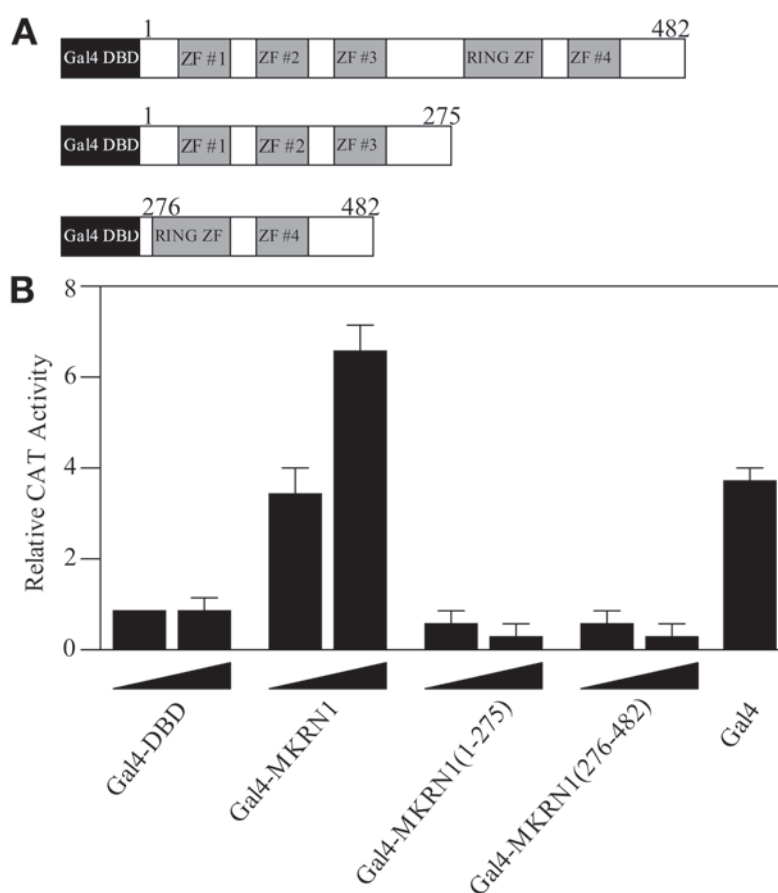 A
1
482
Gal4 DBD
ZF #1
ZF #2
ZF #3
RING ZF
ZF #4
1
275
Gal4 DBD
ZF #1
ZF #2
ZF #3
276
482
Gal4 DBD
RING ZF
ZF #4
B
8
6
4
2
0
Relative CAT Activity
Gal4-DBD
Gal4-MKRN1
Gal4-MKRN1(1-275)
Gal4-MKRN1(276-482)
Gal4